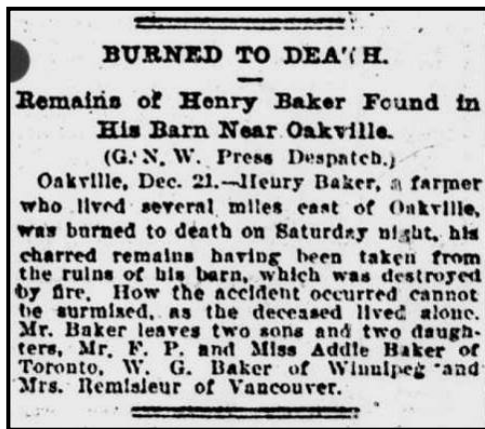 BURNED TO DEATH.
Remains of Henry Baker Found in
His Barn Near Oakville.
(G. N. W. Press Despatch.)
Oakville, Dec. 21.—Henry Baker, a farmer
who lived several miles east of Oakville,
was burned to death on Saturday night, his
charred remains having been taken from
the ruins of his barn, which was destroyed
by fire. How the accident occurred cannot
be surmised, as the deceased lived alone.
Mr. Baker leaves two sons and two daugh-
ters, Mr. F. P. and Miss Addie Baker of
Toronto, W. G. Baker of Winnipeg and
Mrs. Remisieur of Vancouver.